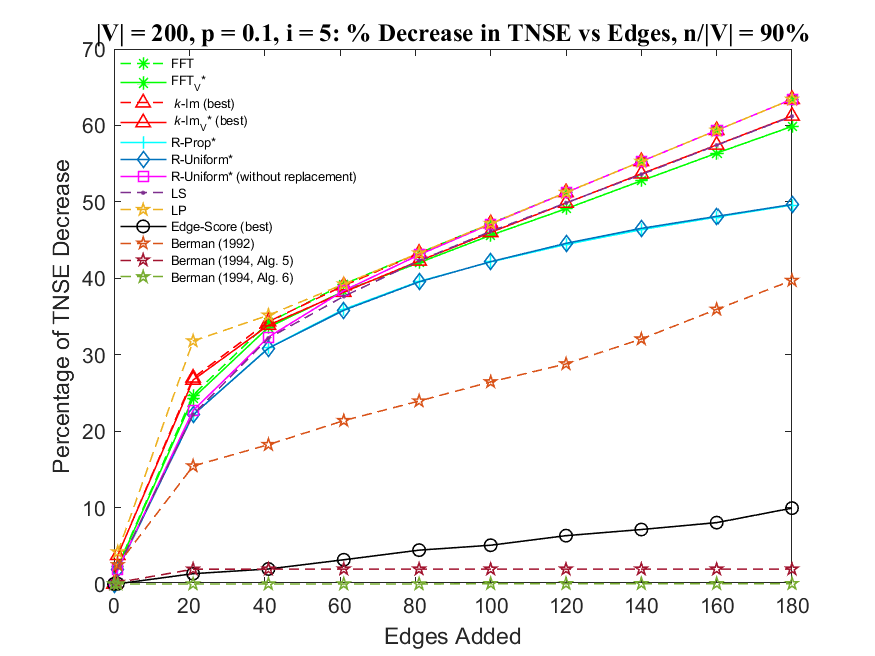 |V| = 200, p = 0.1, i = 5: % Decrease in TNSE vs Edges, n/|V| = 90%
70
60
50
40
30
20
10
0
Percentage of TNSE Decrease
FFT
FFT_V*
k-Im (best)
k-Im_V* (best)
R-Prop*
R-Uniform*
R-Uniform* (without replacement)
LS
LP
Edge-Score (best)
Berman (1992)
Berman (1994, Alg. 5)
Berman (1994, Alg. 6)
0 20 40 60 80 100 120 140 160 180
Edges Added